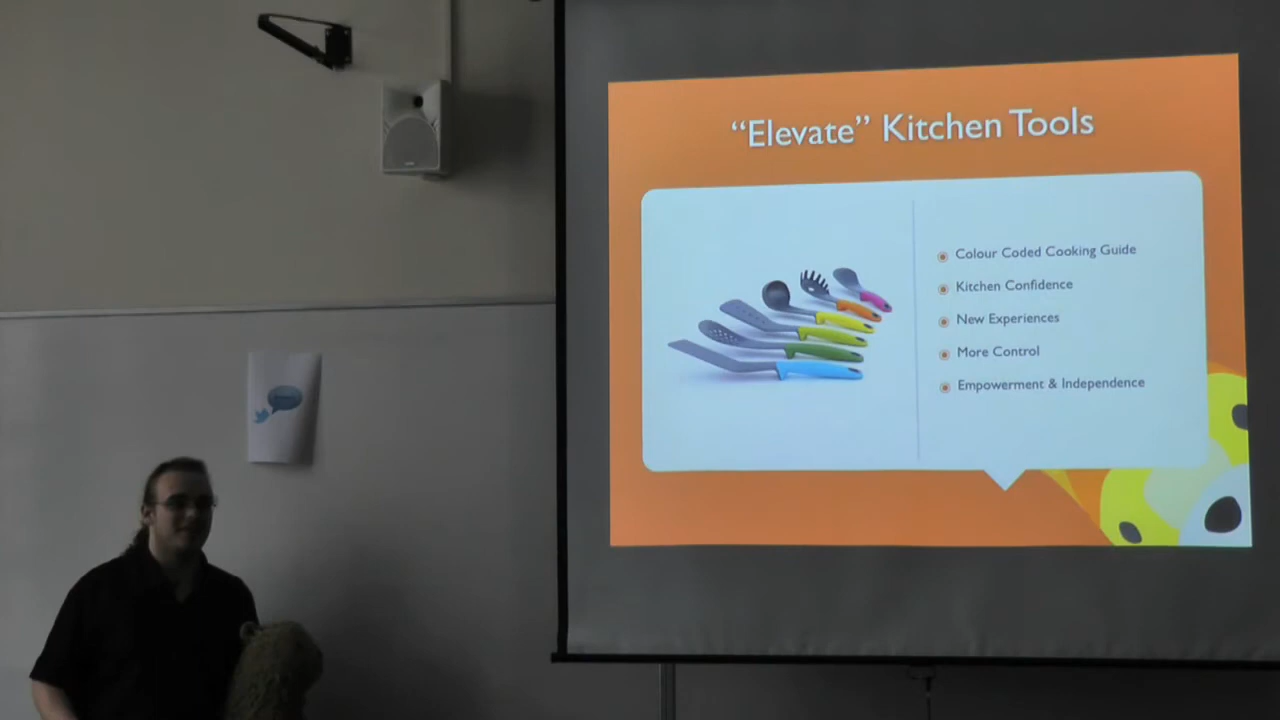 “Elevate” Kitchen Tools
Colour Coded Cooking Guide
Kitchen Confidence
New Experiences
More Control
Empowerment & Independence